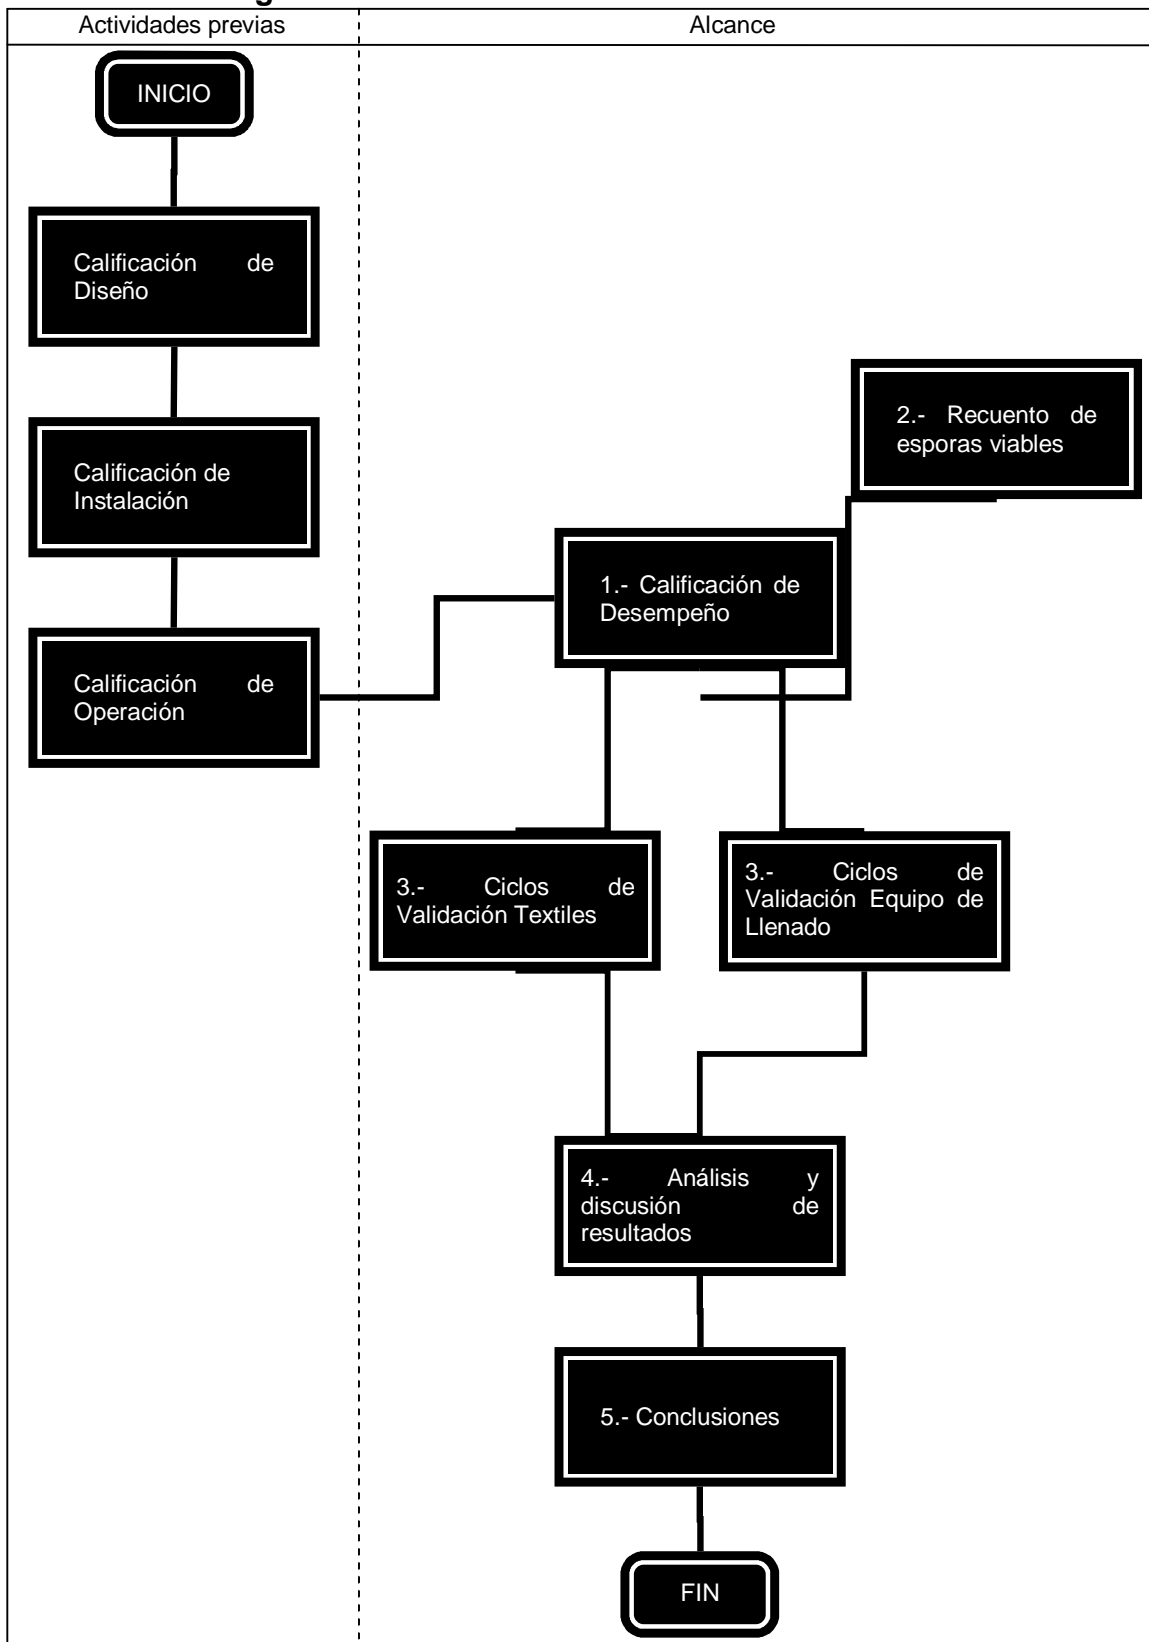 Actividades previas
Alcance
INICIO
Calificación de
Diseño
Calificación de
Instalación
Calificación de
Operación
2.- Recuento de
esporas viables
1.- Calificación de
Desempeño
3.- Ciclos de
Validación Textiles
3.- Ciclos de
Validación Equipo de
Llenado
4.- Análisis y
discusión de
resultados
5.- Conclusiones
FIN